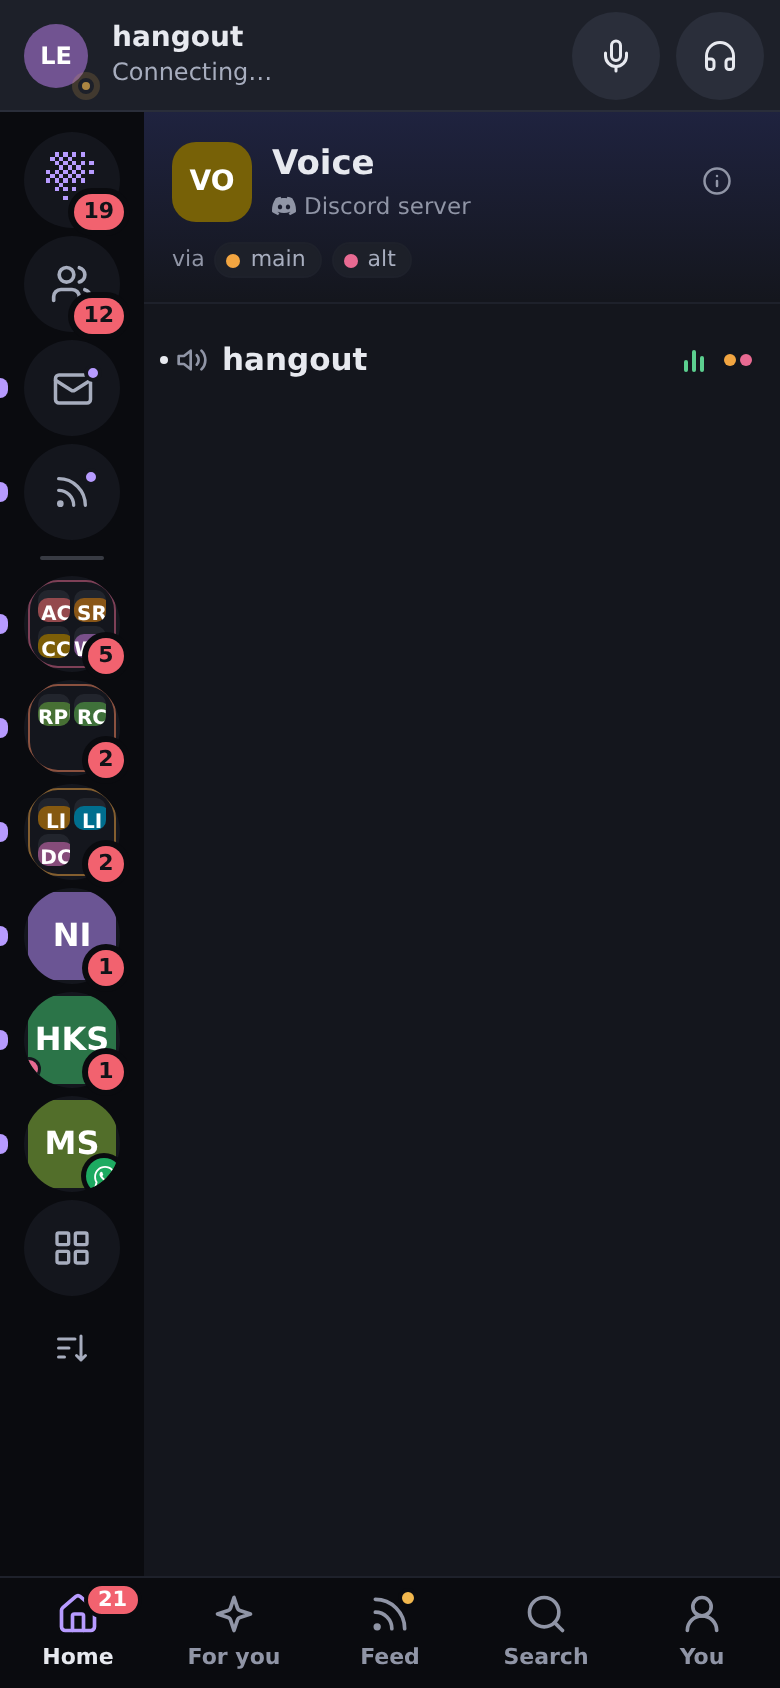 LE
hangout
Connecting...
19
12
VO
Voice
Discord server
via
main
alt
hangout
AC
SR
CC
5
RP
RC
2
LI
LI
DC
2
NI
1
HKS
1
MS
21
Home
For you
Feed
Search
You